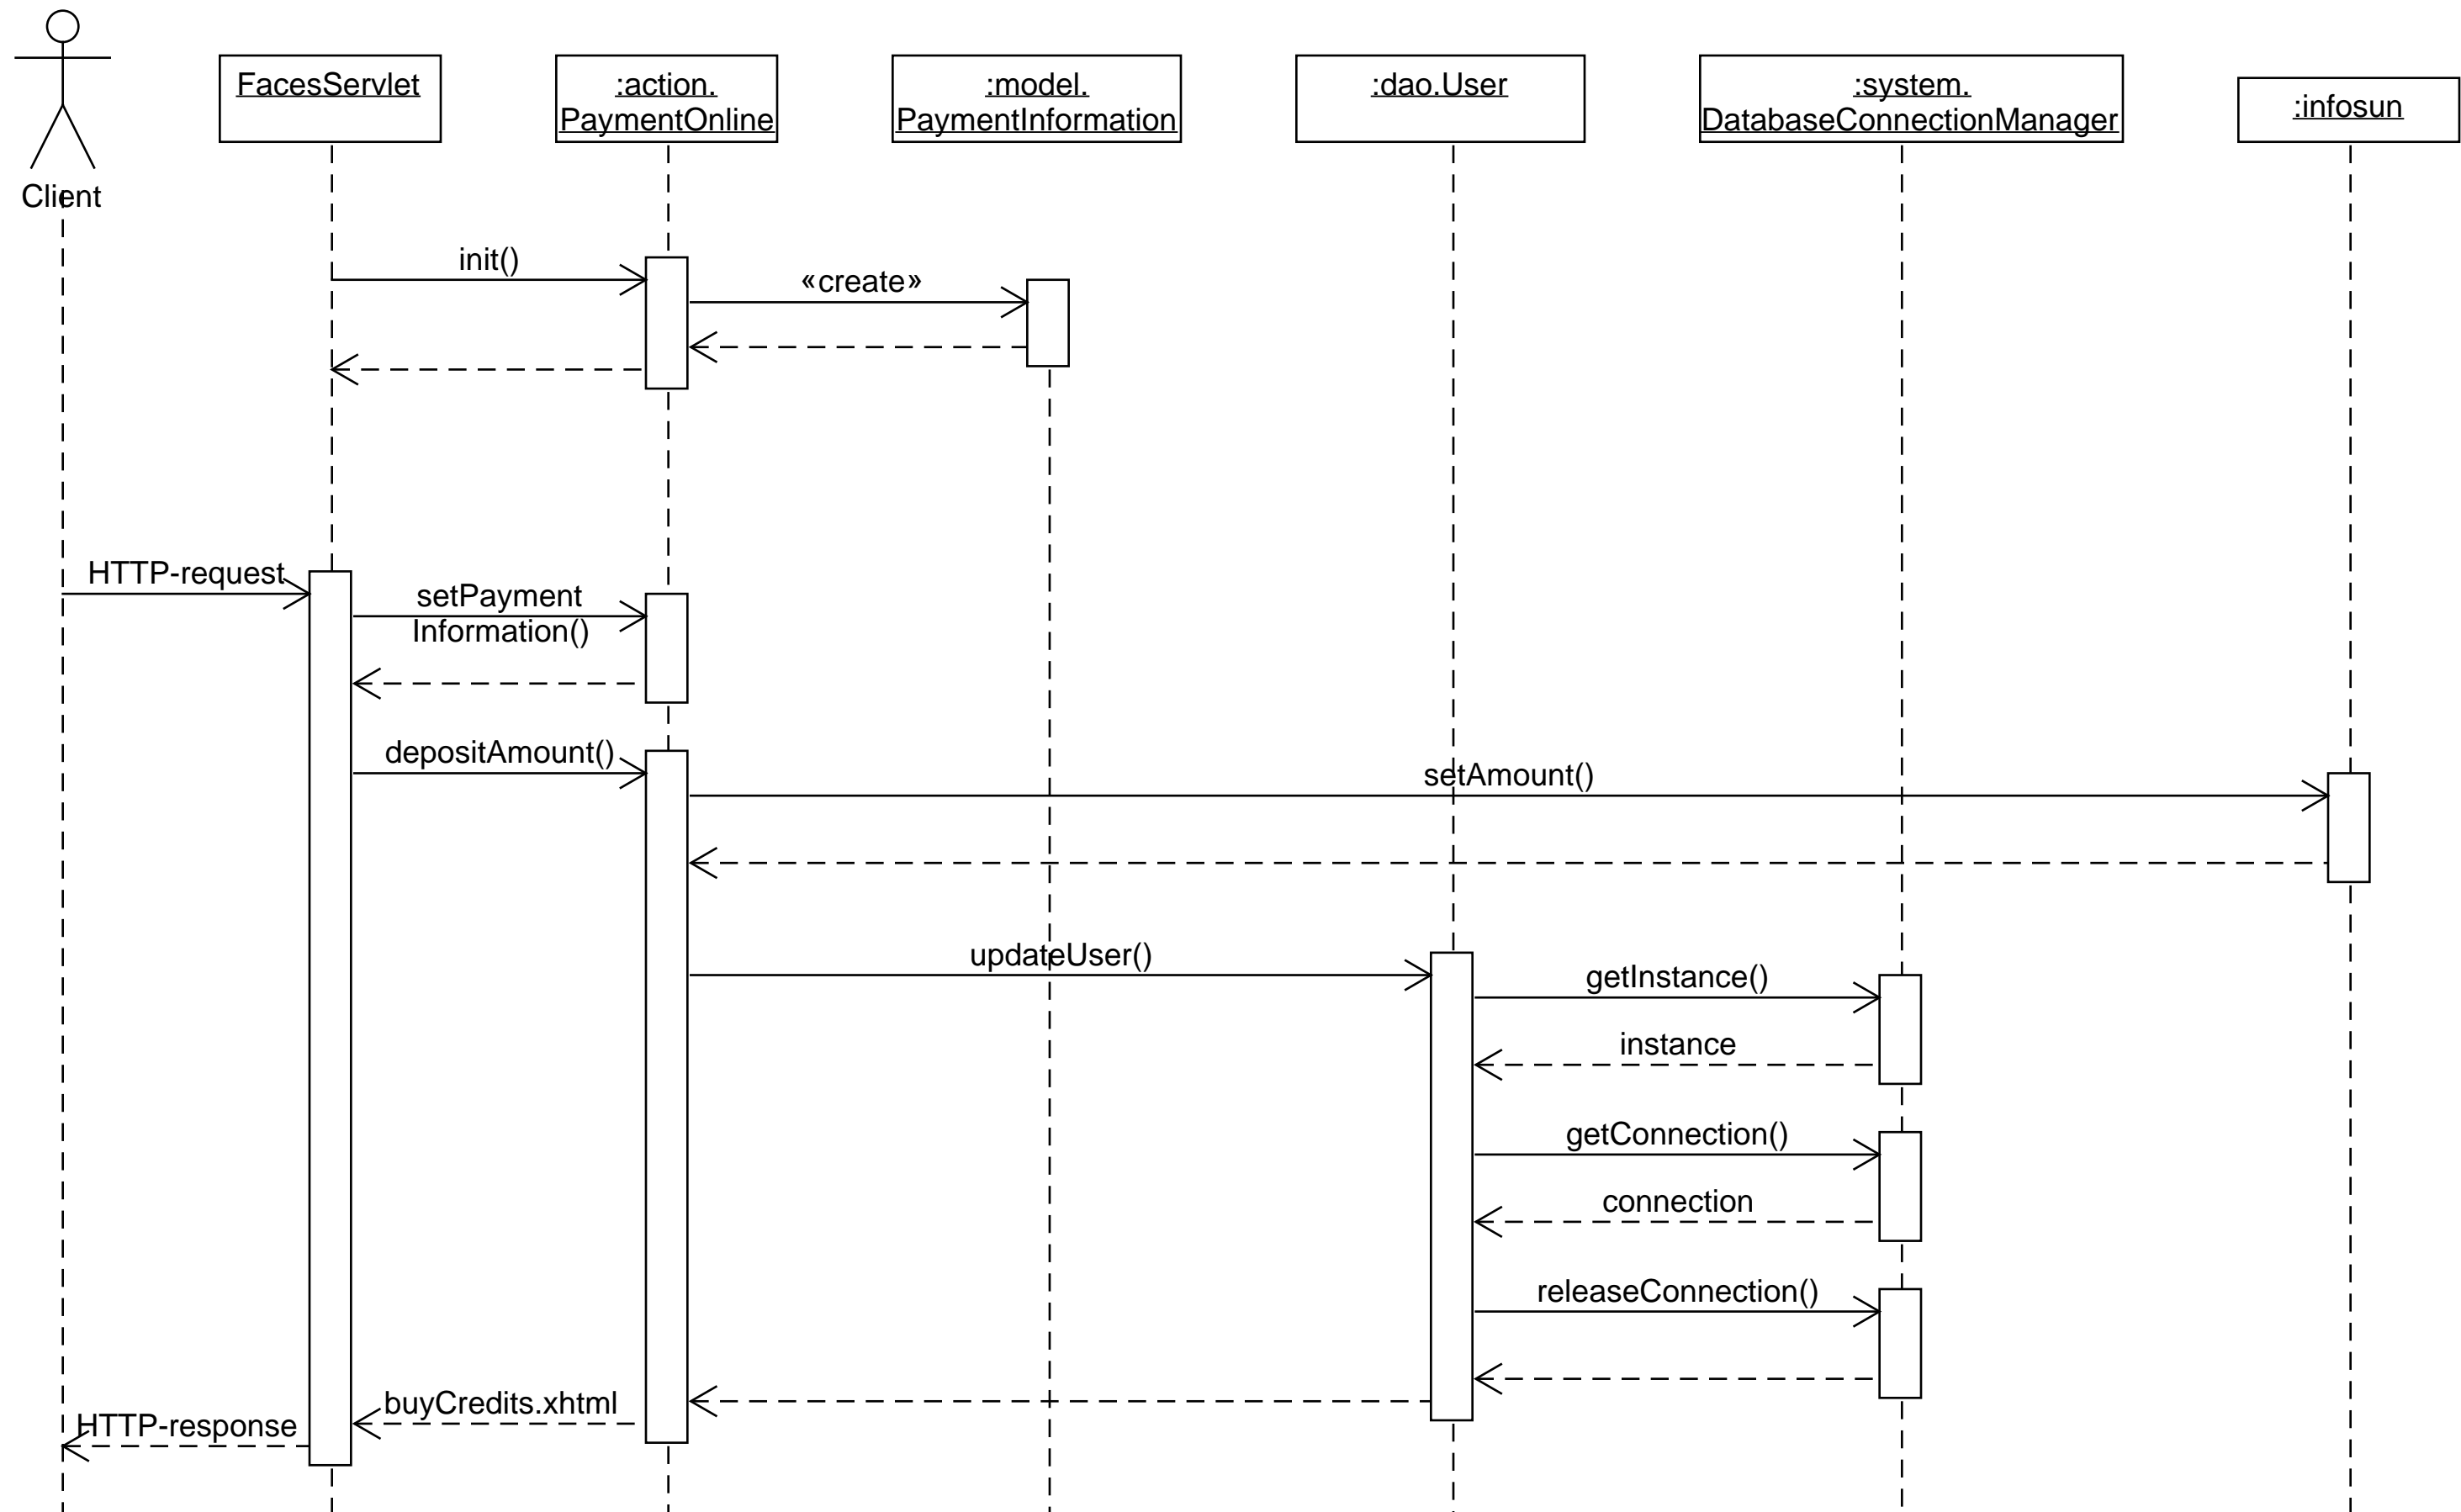 FacesServlet
:action.
PaymentOnline
:model.
PaymentInformation
:dao.User
:system.
DatabaseConnectionManager
:infosun
Client
init()
«create»
HTTP-request
setPayment
Information()
depositAmount()
setAmount()
updateUser()
getInstance()
instance
getConnection()
connection
releaseConnection()
buyCredits.xhtml
HTTP-response